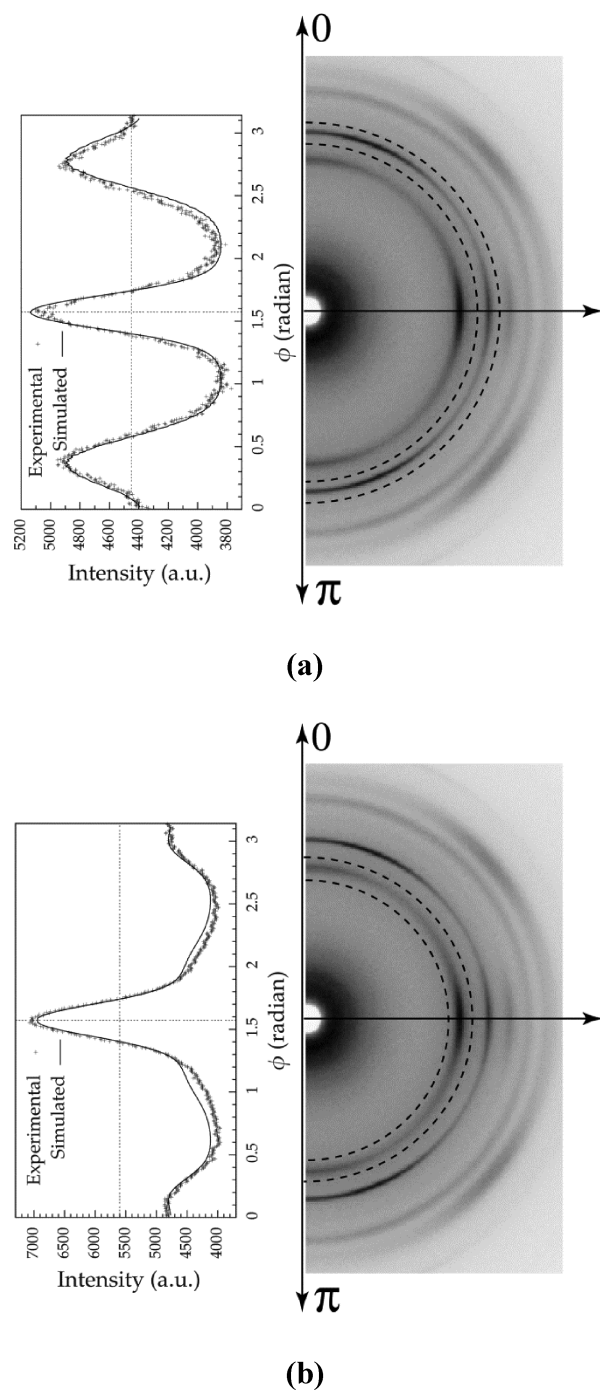 0
5200
5000
4800
4600
4400
4200
4000
3800
Intensity (a.u.)
0
0.5
1
1.5
2
2.5
3
ϕ (radian)
Experimental
Simulated
π
(a)
0
7000
6500
6000
5500
5000
4500
4000
Intensity (a.u.)
0
0.5
1
1.5
2
2.5
3
ϕ (radian)
Experimental
Simulated
π
(b)